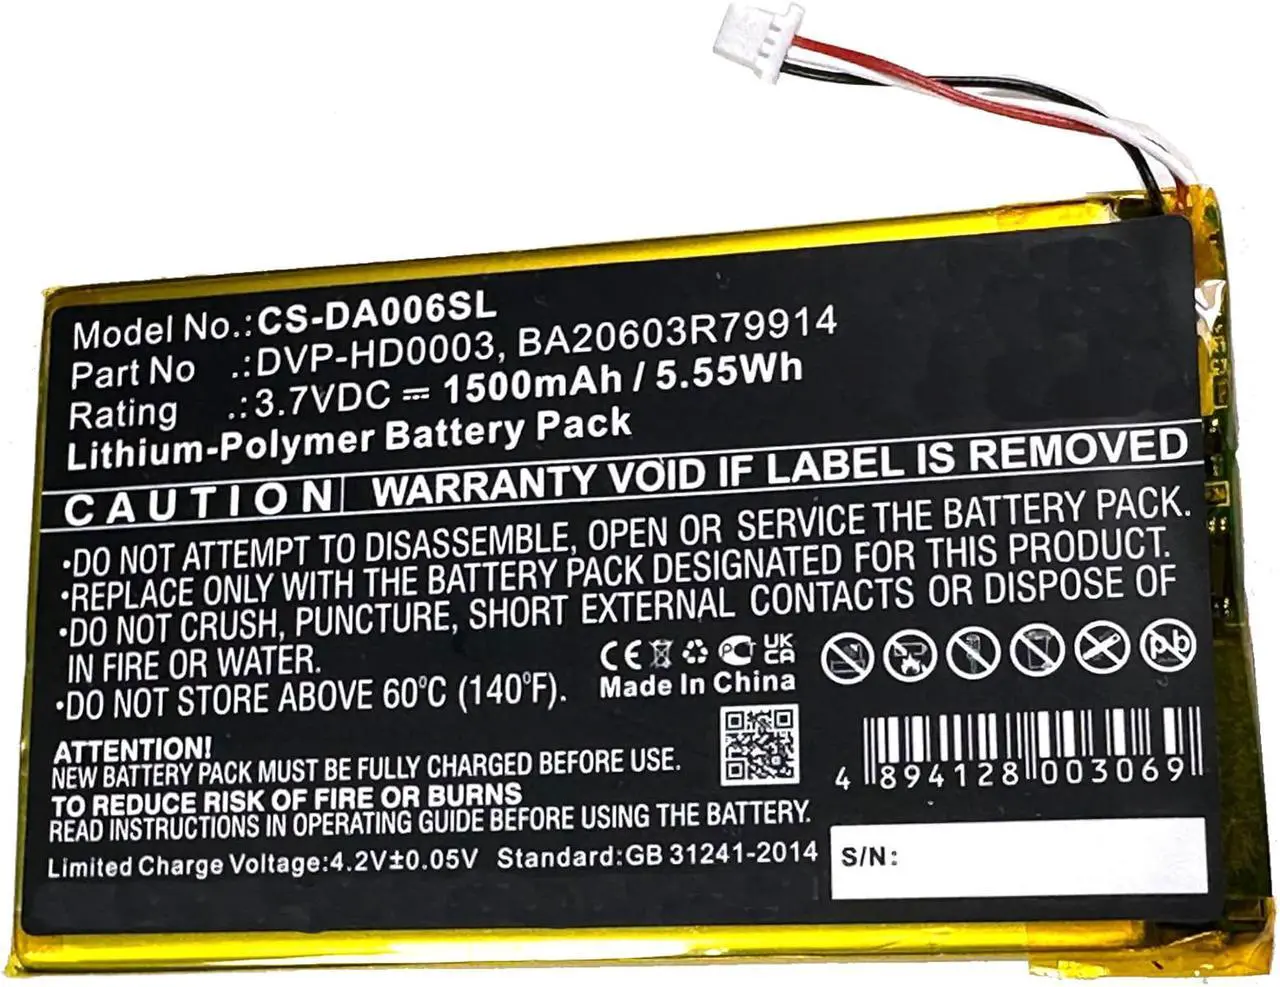 Model No.:CS-DA006SL
Part No .:DVP-HD0003, BA20603R79914
Rating .:3.7VDC ⎓ 1500mAh / 5.55Wh
Lithium-Polymer Battery Pack
CAUTION WARRANTY VOID IF LABEL IS REMOVED
•DO NOT ATTEMPT TO DISASSEMBLE, OPEN OR SERVICE THE BATTERY PACK.
•REPLACE ONLY WITH THE BATTERY PACK DESIGNATED FOR THIS PRODUCT.
•DO NOT CRUSH, PUNCTURE, SHORT EXTERNAL CONTACTS OR DISPOSE OF
IN FIRE OR WATER.
•DO NOT STORE ABOVE 60°C (140°F).
CE PC UK CA
Made In China
Pb
ATTENTION!
NEW BATTERY PACK MUST BE FULLY CHARGED BEFORE USE.
TO REDUCE RISK OF FIRE OR BURNS
READ INSTRUCTIONS IN OPERATING GUIDE BEFORE USING THE BATTERY.
Limited Charge Voltage:4.2V±0.05V Standard:GB 31241-2014
4 894128 003069
S/N: